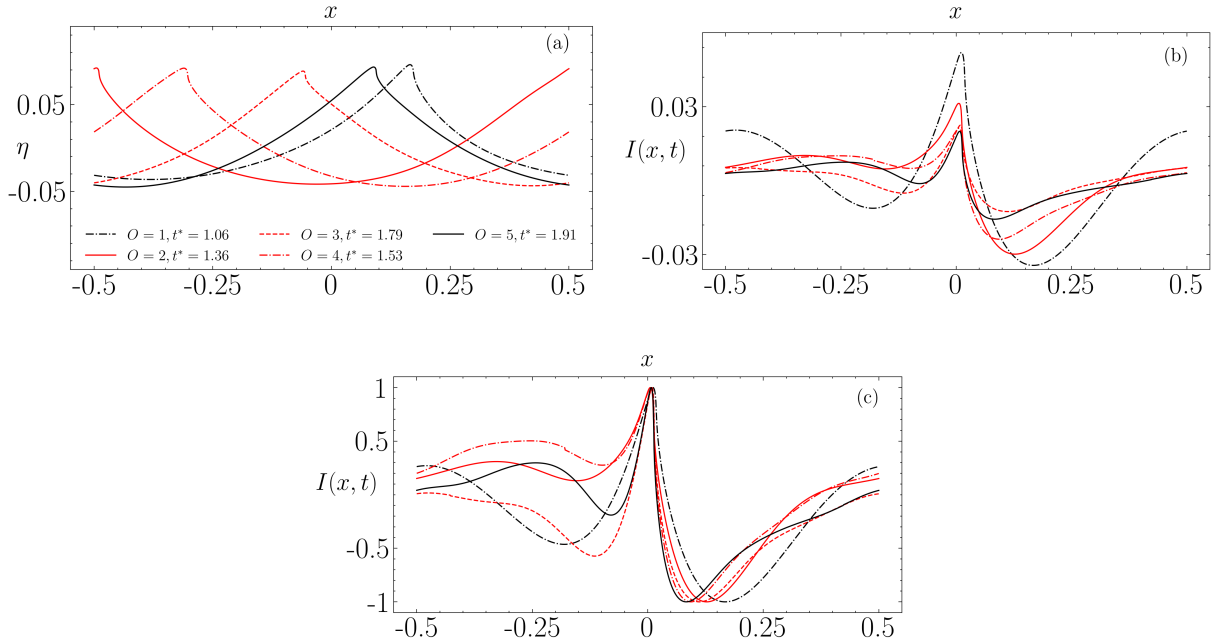 x
(a)
0.05
η
-0.05
O = 1, t* = 1.06
O = 3, t* = 1.79
O = 5, t* = 1.91
O = 2, t* = 1.36
O = 4, t* = 1.53
-0.5 -0.25 0 0.25 0.5
x
(b)
0.03
I(x, t)
-0.03
-0.5 -0.25 0 0.25 0.5
x
1
(c)
0.5
I(x, t)
-0.5
-1
-0.5 -0.25 0 0.25 0.5